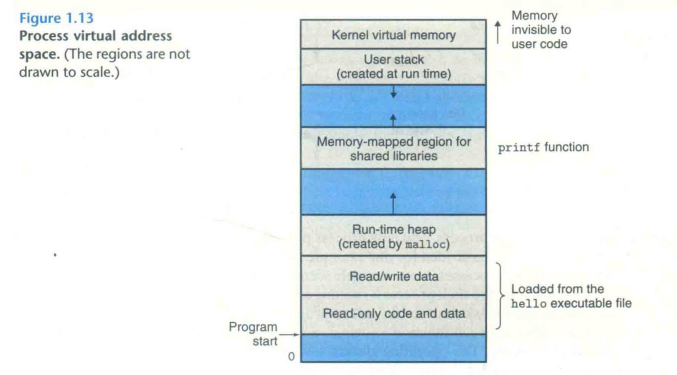 Figure 1.13
Process virtual address
space. (The regions are not
drawn to scale.)
Memory
invisible to
user code
Kernel virtual memory
User stack
(created at run time)
Memory-mapped region for
shared libraries
printf function
Run-time heap
(created by malloc)
Read/write data
Read-only code and data
Loaded from the
hello executable file
Program
start
0